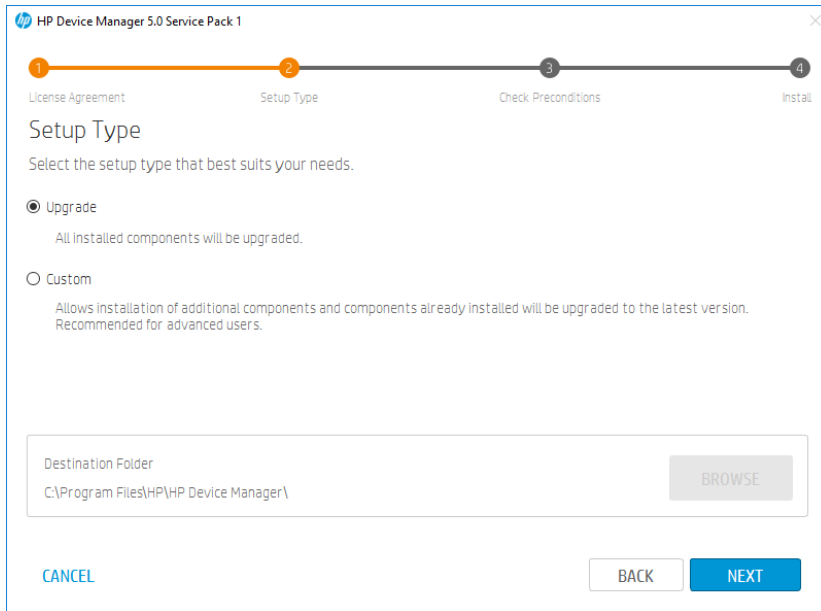 hp HP Device Manager 5.0 Service Pack 1
1 2 3 4
License Agreement Setup Type Check Preconditions Install
Setup Type
Select the setup type that best suits your needs.
Upgrade
All installed components will be upgraded.
Custom
Allows installation of additional components and components already installed will be upgraded to the latest version.
Recommended for advanced users.
Destination Folder
BROWSE
C:\Program Files\HP\HP Device Manager\
CANCEL BACK NEXT